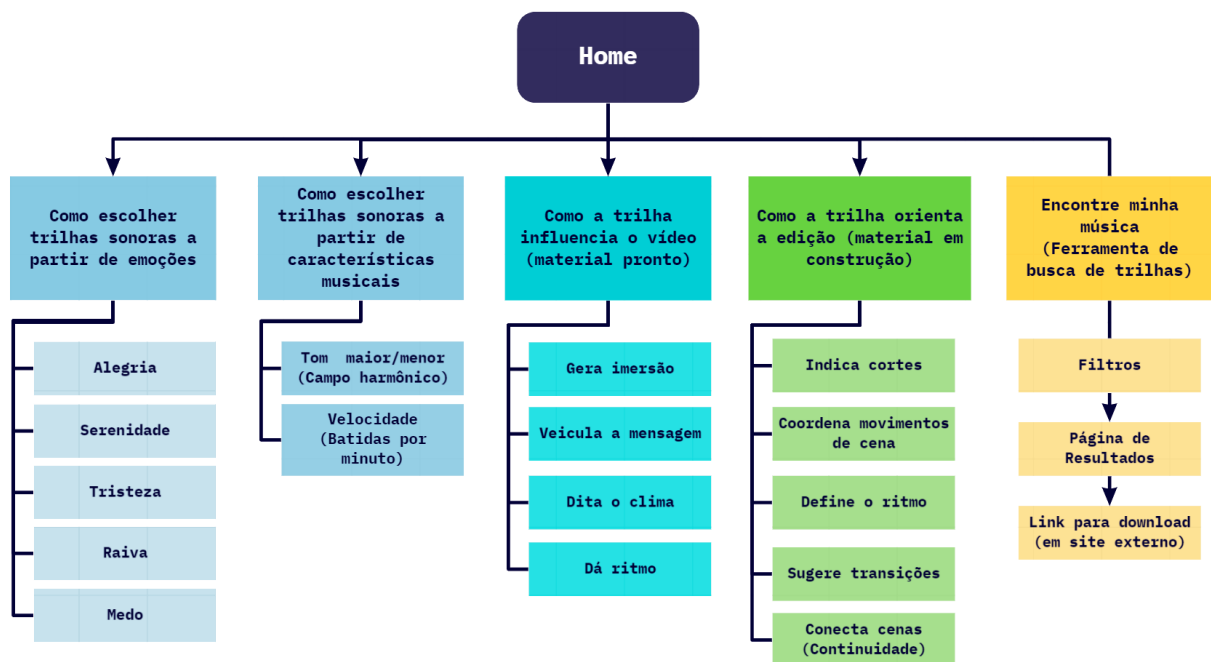 Home
Como escolher
trilhas sonoras a
partir de emoções
Alegria
Serenidade
Tristeza
Raiva
Medo
Como escolher
trilhas sonoras a
partir de
características
musicais
Tom maior/menor
(Campo harmônico)
Velocidade
(Batidas por
minuto)
Como a trilha
influencia o vídeo
(material pronto)
Gera imersão
Veicula a mensagem
Dita o clima
Dá ritmo
Como a trilha orienta
a edição (material em
construção)
Indica cortes
Coordena movimentos
de cena
Define o ritmo
Sugere transições
Conecta cenas
(Continuidade)
Encontre minha
música
(Ferramenta de
busca de trilhas)
Filtros
Página de
Resultados
Link para download
(em site externo)